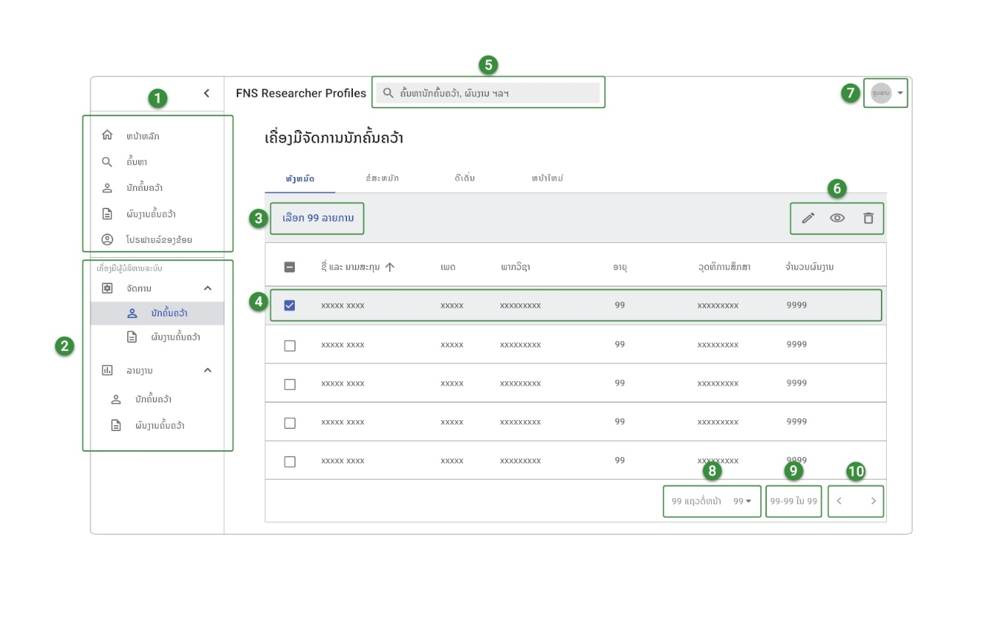 5
1
FNS Researcher Profiles
ຄົ້ນຫານັກຄົ້ນຄວ້າ, ຜົນງານ ຯລຯ
7
ຮູບພາບ
ຫນ້າຫລັກ
ຄົ້ນຫາ
ນັກຄົ້ນຄວ້າ
ຜົນງານຄົ້ນຄວ້າ
ໂປຣຟາຍລ໌ຂອງຂ້ອຍ
2
ເຄື່ອງມືຜູ້ບໍລິຫານລະບົບ
ຈັດການ
ນັກຄົ້ນຄວ້າ
ຜົນງານຄົ້ນຄວ້າ
ລາຍງານ
ນັກຄົ້ນຄວ້າ
ຜົນງານຄົ້ນຄວ້າ
ເຄື່ອງມືຈັດການນັກຄົ້ນຄວ້າ
ທັງຫມົດ ຂໍສະຫມັກ ດີເດັ່ນ ຫນ້າໃຫມ່
6
3 ເລືອກ 99 ລາຍການ
ຊື່ ແລະ ນາມສະກຸນ ເພດ ພາກວິຊາ ອາຍຸ ວຸດທິການສຶກສາ ຈຳນວນຜົນງານ
4 xxxxx xxxx xxxxx xxxxxxxxx 99 xxxxxxxxx 9999
xxxxx xxxx xxxxx xxxxxxxxx 99 xxxxxxxxx 9999
xxxxx xxxx xxxxx xxxxxxxxx 99 xxxxxxxxx 9999
xxxxx xxxx xxxxx xxxxxxxxx 99 xxxxxxxxx 9999
xxxxx xxxx xxxxx xxxxxxxxx 99 xxxxxxxxx 9999
8 9 10
99 ແຖວຕໍ່ຫນ້າ 99 99-99 ໃນ 99